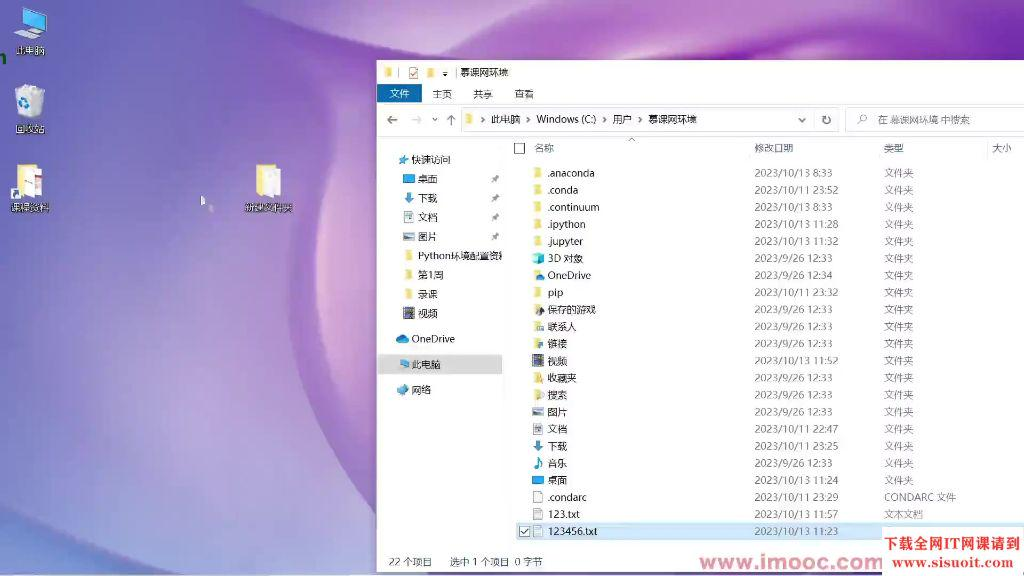 此电脑
回收站
课程资料
新建文件夹
慕课网环境
文件 主页 共享 查看
此电脑 > Windows (C:) > 用户 > 慕课网环境
在 慕课网环境 中搜索
快速访问
桌面
下载
文档
图片
Python环境配置资
第1周
录课
视频
OneDrive
此电脑
网络
名称 修改日期 类型 大小
.anaconda 2023/10/13 8:33 文件夹
.conda 2023/10/11 23:52 文件夹
.continuum 2023/10/13 8:33 文件夹
.ipython 2023/10/13 11:28 文件夹
.jupyter 2023/10/13 11:32 文件夹
3D 对象 2023/9/26 12:33 文件夹
OneDrive 2023/9/26 12:34 文件夹
pip 2023/10/11 23:32 文件夹
保存的游戏 2023/9/26 12:33 文件夹
联系人 2023/9/26 12:33 文件夹
链接 2023/9/26 12:33 文件夹
视频 2023/10/13 11:52 文件夹
收藏夹 2023/9/26 12:33 文件夹
搜索 2023/9/26 12:33 文件夹
图片 2023/9/26 12:33 文件夹
文档 2023/10/11 22:47 文件夹
下载 2023/10/11 23:25 文件夹
音乐 2023/9/26 12:33 文件夹
桌面 2023/10/13 11:24 文件夹
.condarc 2023/10/11 23:29 CONDARC 文件
123.txt 2023/10/13 11:57 文本文档
123456.txt 2023/10/13 11:23
22 个项目 选中 1 个项目 0 字节
www.imooc.com
下载全网IT网课请到
www.sisuoit.com